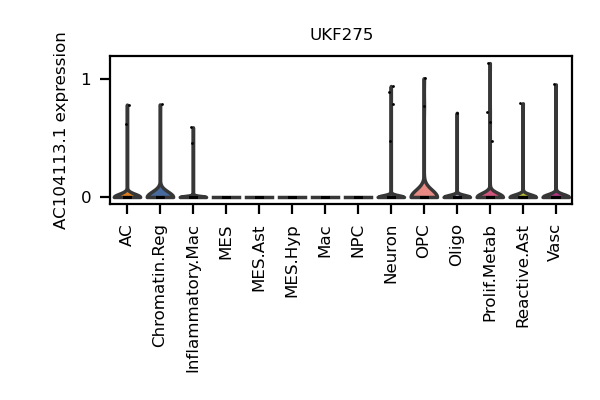 UKF275
AC104113.1 expression
1
0
AC
Chromatin.Reg
Inflammatory.Mac
MES
MES.Ast
MES.Hyp
Mac
NPC
Neuron
OPC
Oligo
Prolif.Metab
Reactive.Ast
Vasc